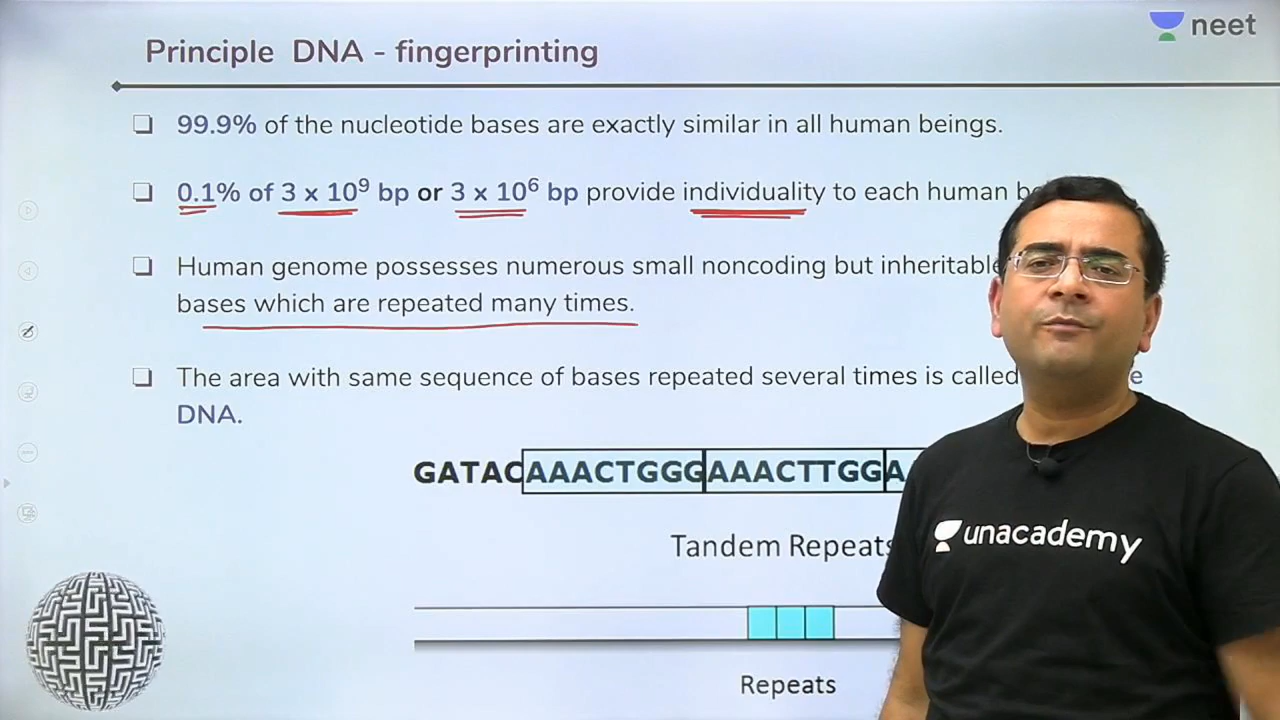 neet
Principle DNA - fingerprinting
❑ 99.9% of the nucleotide bases are exactly similar in all human beings.
❑ 0.1% of 3 x 10⁹ bp or 3 x 10⁶ bp provide individuality to each human
❑ Human genome possesses numerous small noncoding but inheritable
bases which are repeated many times.
❑ The area with same sequence of bases repeated several times is called
DNA.
GATACAAACTGGGAAACTTGGA
Tandem Repeats
Repeats
unacademy